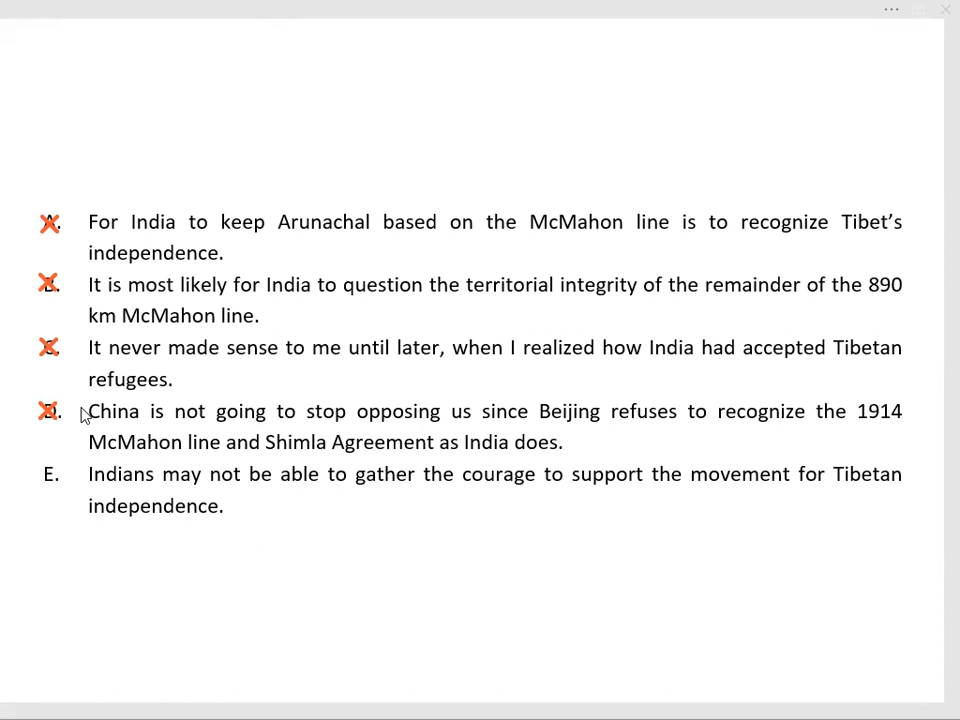 A. For India to keep Arunachal based on the McMahon line is to recognize Tibet’s
independence.
B. It is most likely for India to question the territorial integrity of the remainder of the 890
km McMahon line.
C. It never made sense to me until later, when I realized how India had accepted Tibetan
refugees.
D. China is not going to stop opposing us since Beijing refuses to recognize the 1914
McMahon line and Shimla Agreement as India does.
E. Indians may not be able to gather the courage to support the movement for Tibetan
independence.